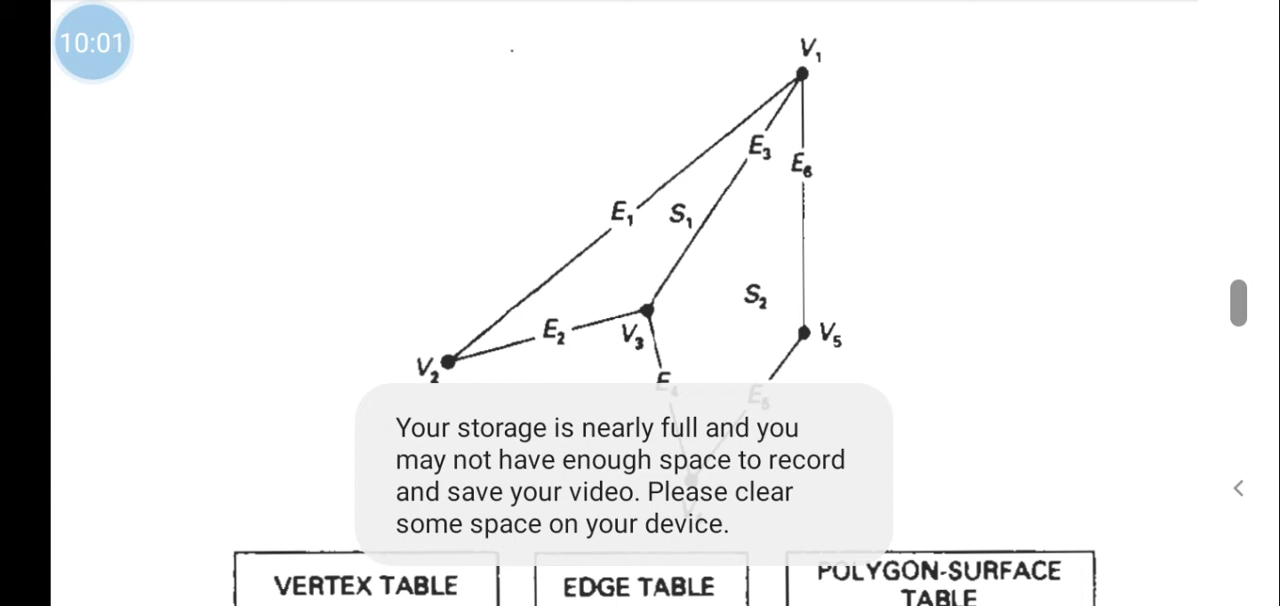 10:01
V₁
E₃
E₆
E₁
S₁
S₂
E₂
V₃
V₅
V₂
E₅
Your storage is nearly full and you
may not have enough space to record
and save your video. Please clear
some space on your device.
VERTEX TABLE
EDGE TABLE
POLYGON-SURFACE
TABLE